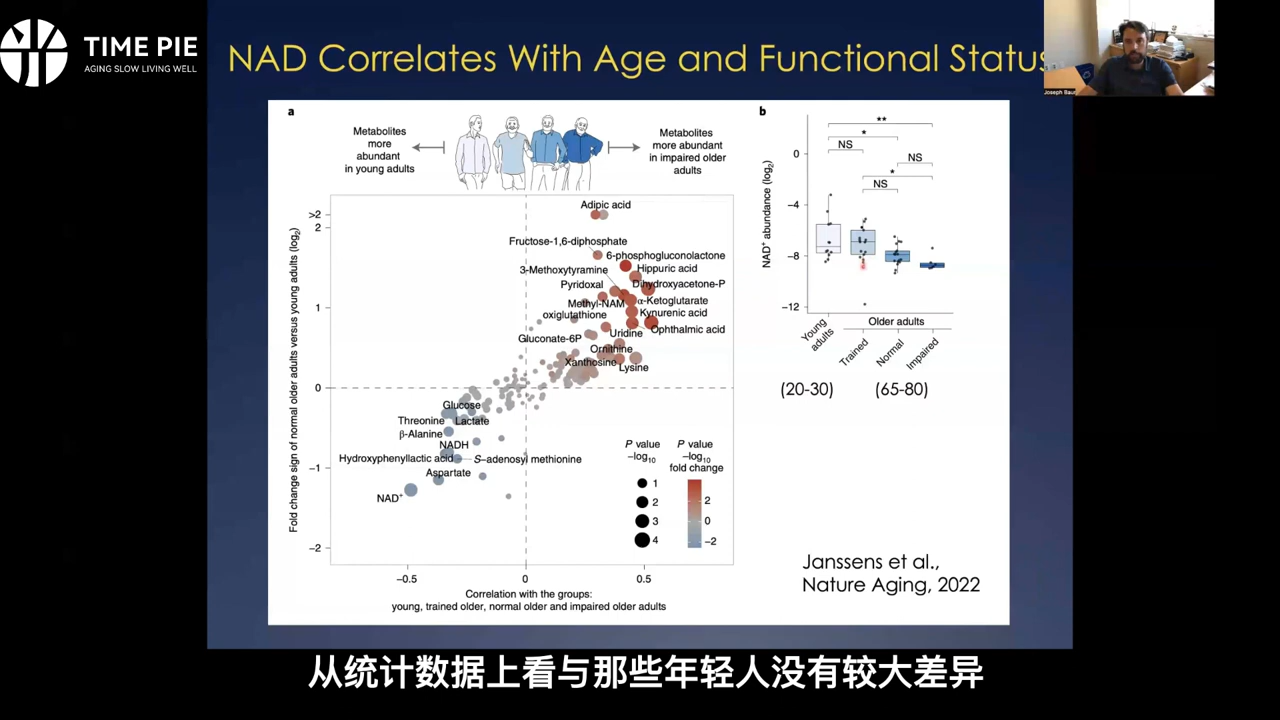 TIME PIE
AGING SLOW LIVING WELL
NAD Correlates With Age and Functional Status
a
Metabolites
more
abundant
in young adults
Metabolites
more abundant
in impaired older
adults
Fold change sign of normal older adults versus young adults (log2)
>2
2
1
0
−1
−2
Adipic acid
Fructose-1,6-diphosphate
6-phosphogluconolactone
3-Methoxytyramine
Hippuric acid
Pyridoxal
Dihydroxyacetone-P
Methyl-NAM
α-Ketoglutarate
oxiglutathione
Kynurenic acid
Uridine
Ophthalmic acid
Gluconate-6P
Ornithine
Xanthosine
Lysine
Glucose
Threonine
Lactate
β-Alanine
NADH
Hydroxyphenyllactic acid
S-adenosyl methionine
Aspartate
NAD+
P value
−log10
1
2
3
4
P value
−log10
fold change
2
0
−2
−0.5
0
0.5
Correlation with the groups:
young, trained older, normal older and impaired older adults
b
NAD+ abundance (log2)
0
−4
−8
−12
**
*
NS
NS
*
NS
Young
adults
Older adults
Trained
Normal
Impaired
(20-30)
(65-80)
Janssens et al.,
Nature Aging, 2022
从统计数据上看与那些年轻人没有较大差异